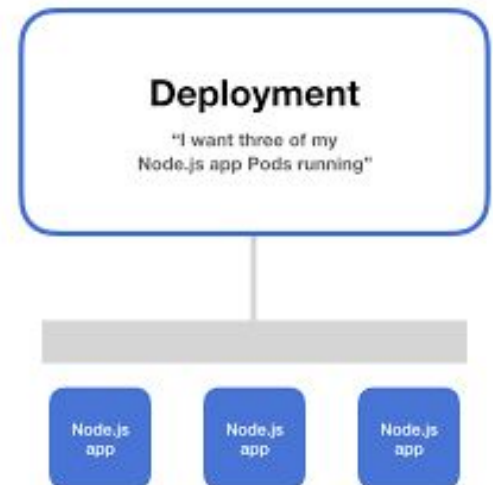 Deployment
“I want three of my
Node.js app Pods running”
Node.js
app
Node.js
app
Node.js
app